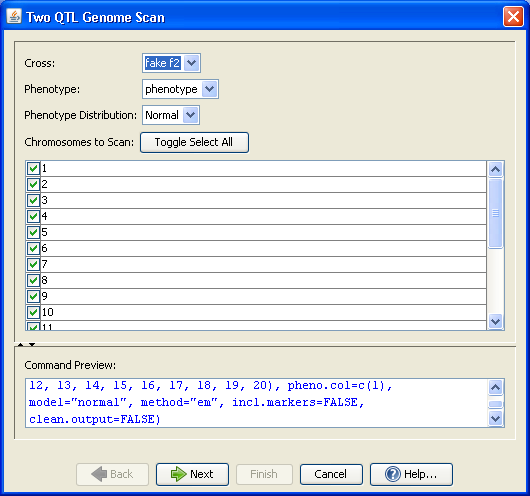 Two QTL Genome Scan
Cross: fake f2
Phenotype: phenotype
Phenotype Distribution: Normal
Chromosomes to Scan: Toggle Select All
1
2
3
4
5
6
7
8
9
10
11
Command Preview:
12, 13, 14, 15, 16, 17, 18, 19, 20), pheno.col=c(1),
model="normal", method="em", incl.markers=FALSE,
clean.output=FALSE)
Back Next Finish Cancel Help...